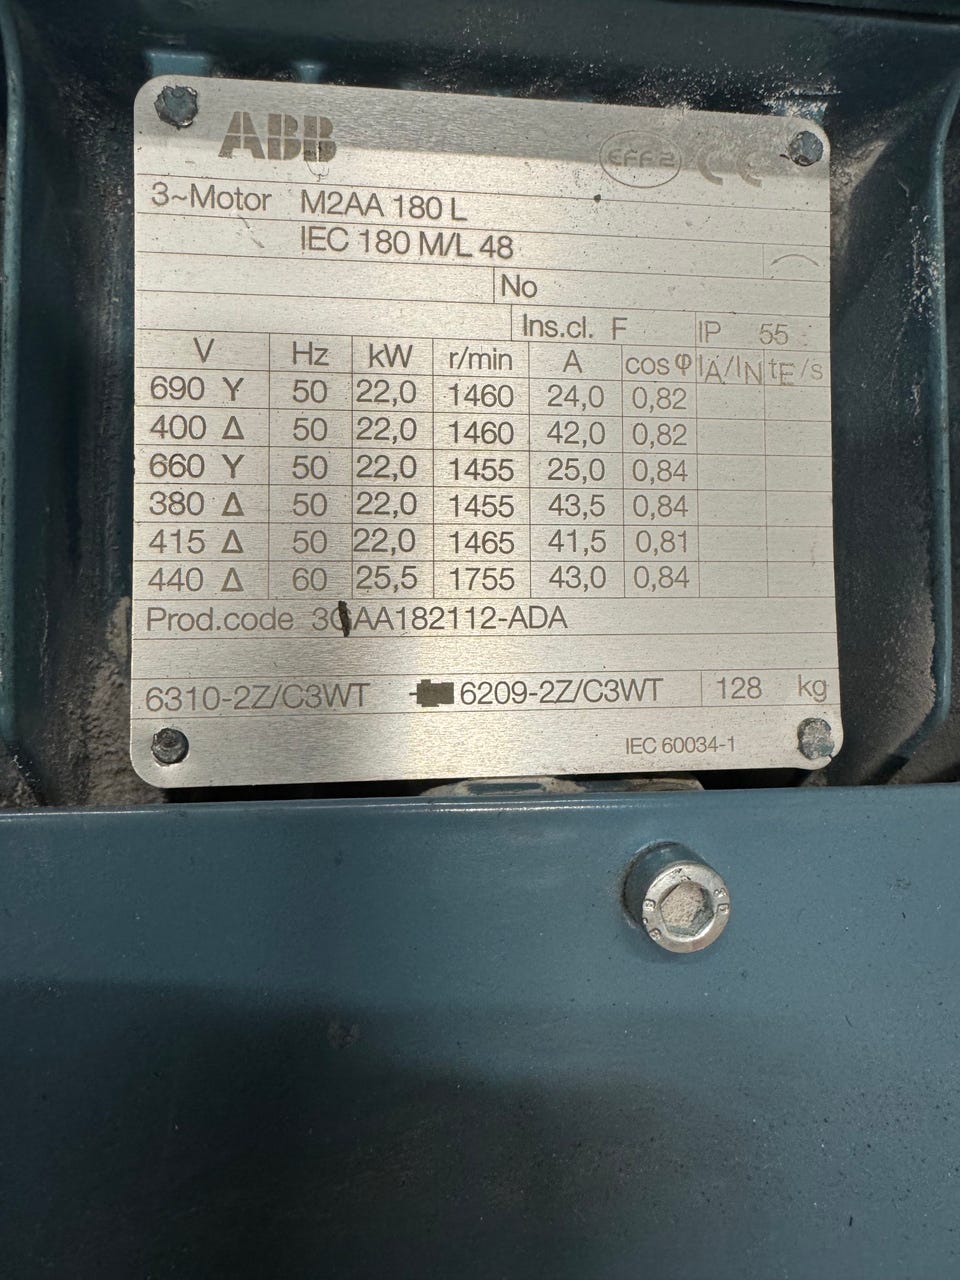 ABB EFF2 CE
3~Motor M2AA 180 L
IEC 180 M/L 48
No
Ins.cl. F IP 55
V Hz kW r/min A cos φ IA/IN tE/s
690 Y 50 22,0 1460 24,0 0,82
400 Δ 50 22,0 1460 42,0 0,82
660 Y 50 22,0 1455 25,0 0,84
380 Δ 50 22,0 1455 43,5 0,84
415 Δ 50 22,0 1465 41,5 0,81
440 Δ 60 25,5 1755 43,0 0,84
Prod.code 3GAA182112-ADA
6310-2Z/C3WT 6209-2Z/C3WT 128 kg
IEC 60034-1